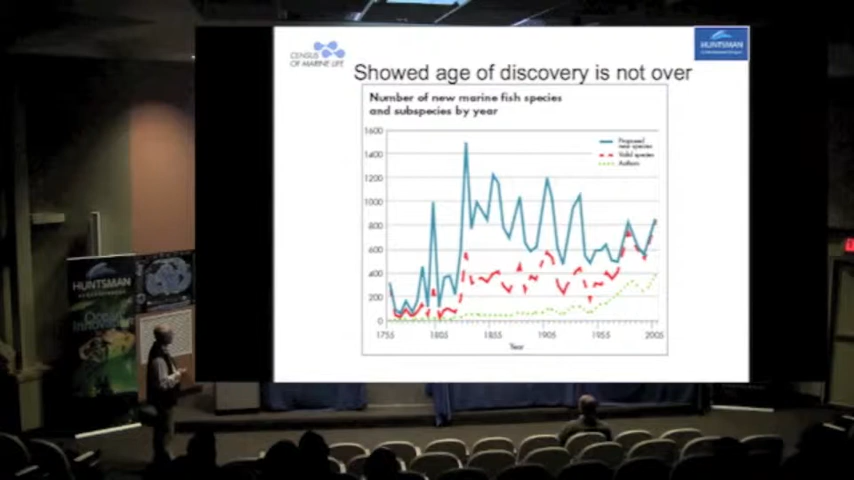 CENSUS
OF MARINE LIFE
HUNTSMAN
Showed age of discovery is not over
Number of new marine fish species
and subspecies by year
1600
1400
1200
1000
800
600
400
200
0
Proposed
new species
Valid species
Authors
1755
1805
1855
1905
1955
2005
Year
HUNTSMAN
Ocean
Innovation